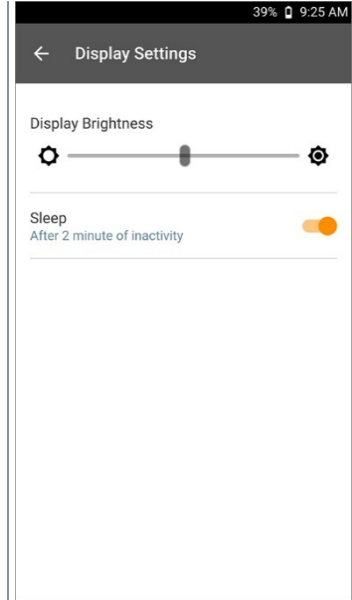 39% 9:25 AM
Display Settings
Display Brightness
Sleep
After 2 minute of inactivity